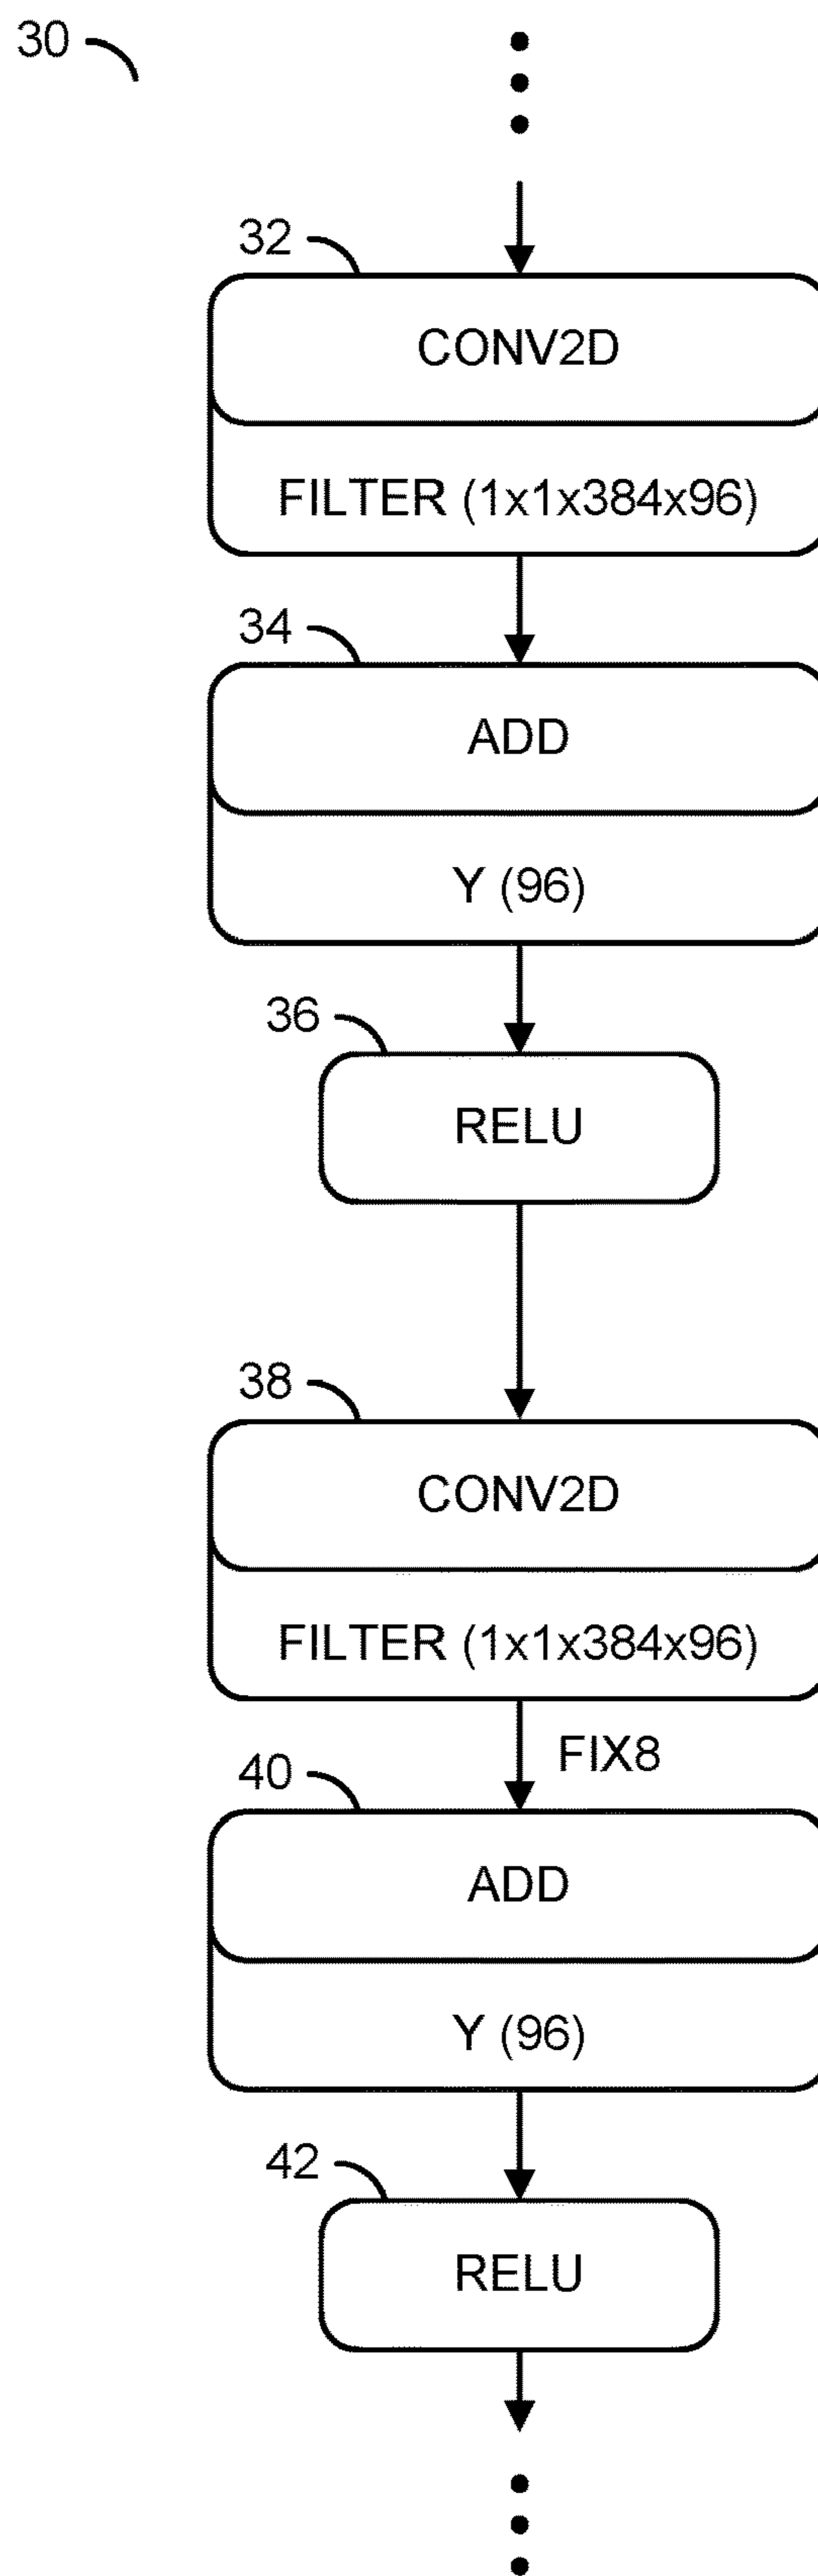 30
32
CONV2D
FILTER (1x1x384x96)
34
ADD
Y (96)
36
RELU
38
CONV2D
FILTER (1x1x384x96)
FIX8
40
ADD
Y (96)
42
RELU